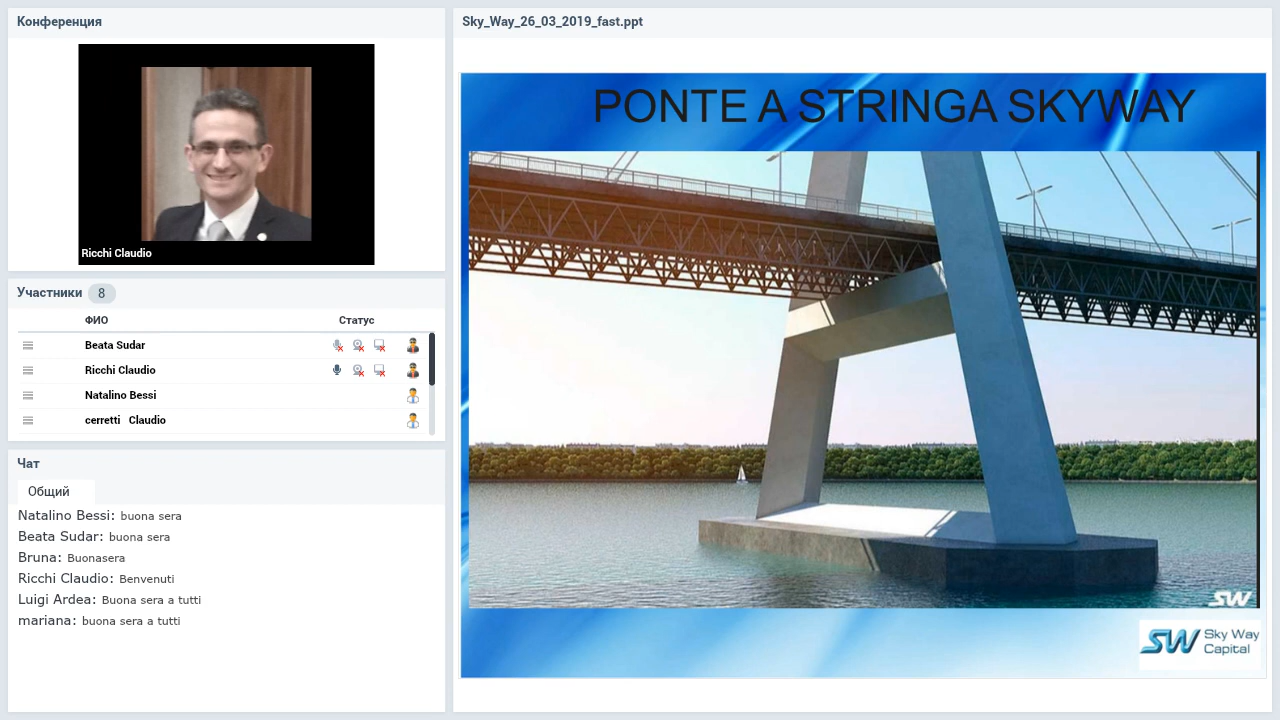 Конференция
Ricchi Claudio
Участники 8
ФИО Статус
Beata Sudar
Ricchi Claudio
Natalino Bessi
cerretti Claudio
Чат
Общий
Natalino Bessi: buona sera
Beata Sudar: buona sera
Bruna: Buonasera
Ricchi Claudio: Benvenuti
Luigi Ardea: Buona sera a tutti
mariana: buona sera a tutti
Sky_Way_26_03_2019_fast.ppt
PONTE A STRINGA SKYWAY
SW
SW Sky Way
Capital